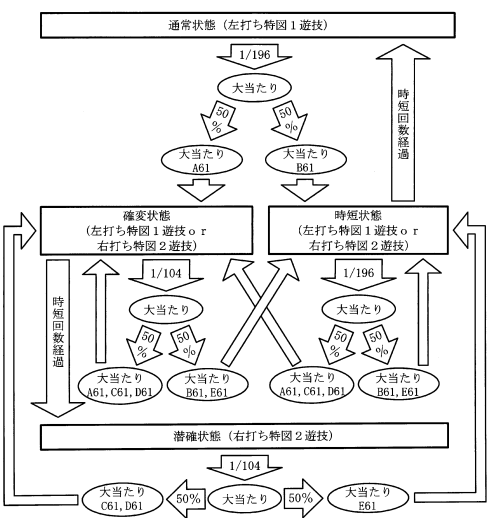 通常状態（左打ち特図１遊技）
1/196
大当たり
50
%
50
%
大当たり
A61
大当たり
B61
時短回数経過
確変状態
（左打ち特図１遊技ｏｒ
右打ち特図２遊技）
時短状態
（左打ち特図１遊技ｏｒ
右打ち特図２遊技）
1/104
1/196
時短回数経過
大当たり
大当たり
50
%
50
%
50
%
50
%
大当たり
A61,C61,D61
大当たり
B61,E61
大当たり
A61,C61,D61
大当たり
B61,E61
潜確状態（右打ち特図２遊技）
1/104
大当たり
C61,D61
50%
大当たり
50%
大当たり
E61